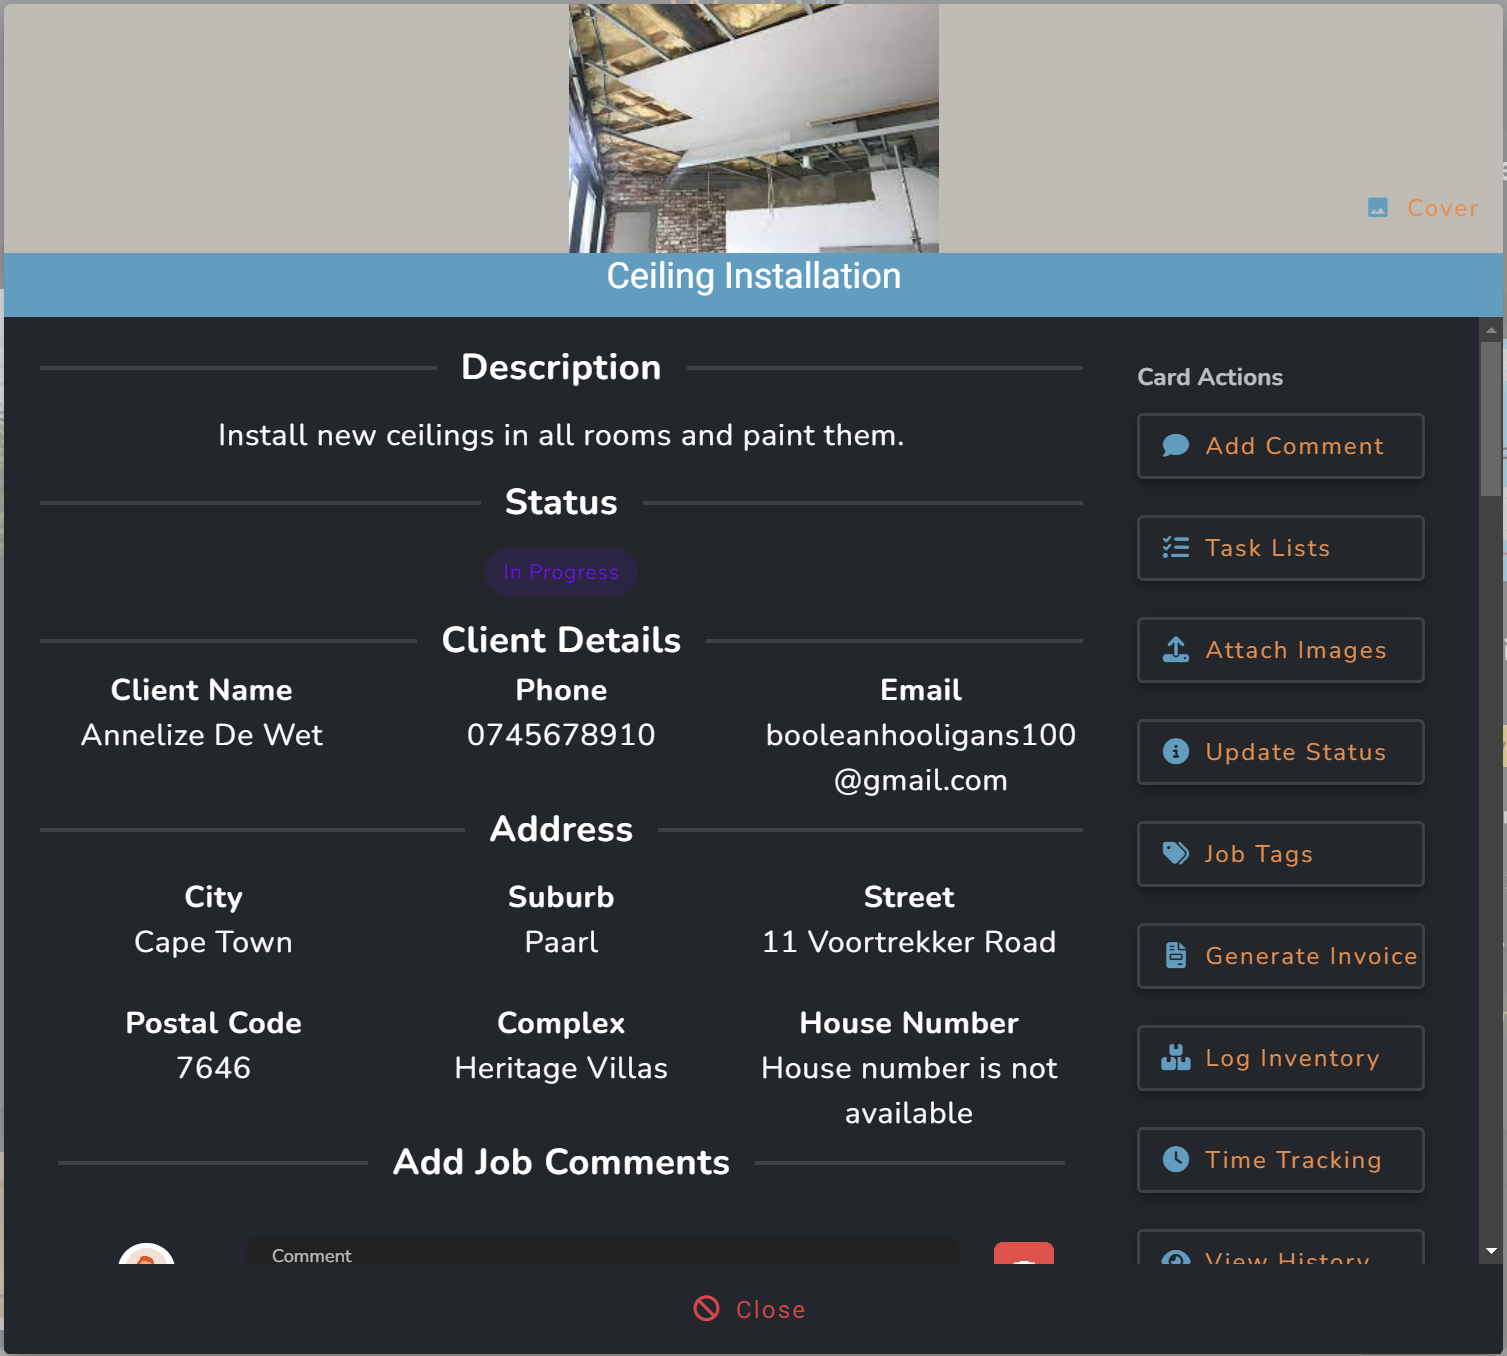 Cover
Ceiling Installation
Description
Install new ceilings in all rooms and paint them.
Status
In Progress
Client Details
Client Name
Annelize De Wet
Phone
0745678910
Email
booleanhooligans100
@gmail.com
Address
City
Cape Town
Suburb
Paarl
Street
11 Voortrekker Road
Postal Code
7646
Complex
Heritage Villas
House Number
House number is not
available
Add Job Comments
Comment
Card Actions
Add Comment
Task Lists
Attach Images
Update Status
Job Tags
Generate Invoice
Log Inventory
Time Tracking
View History
Close